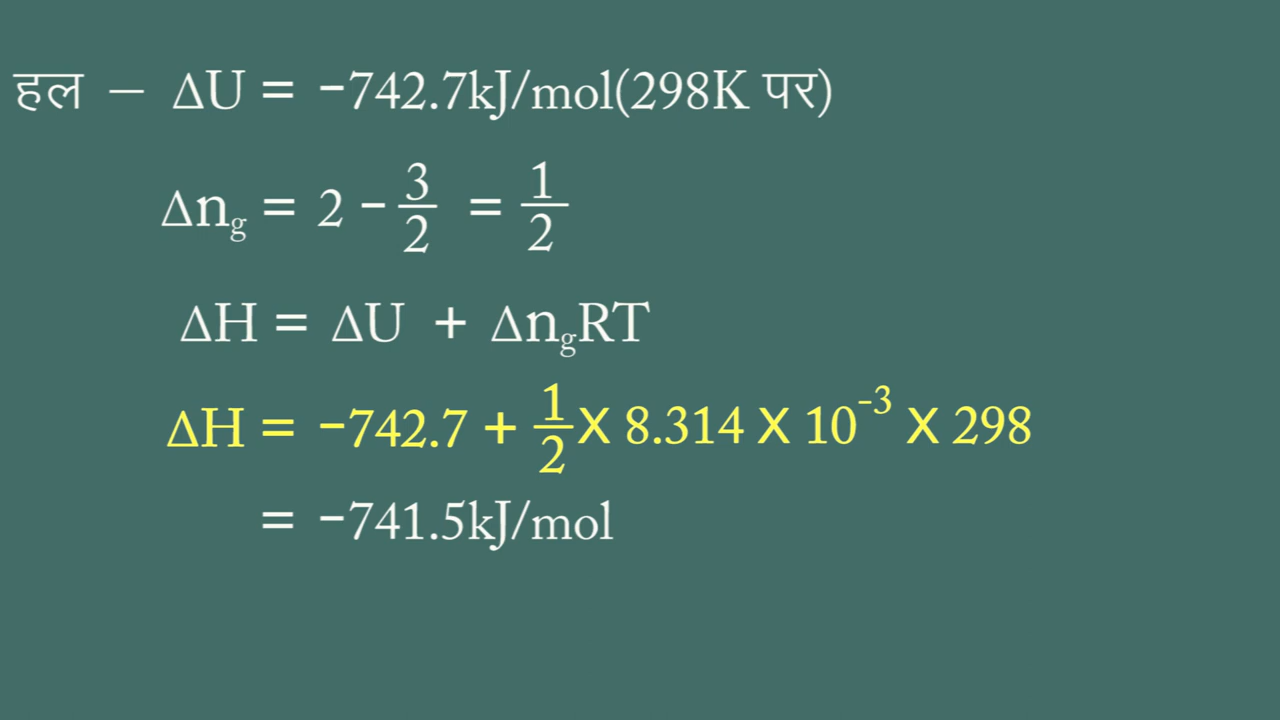 हल – ΔU = -742.7kJ/mol(298K पर)
Δn_g = 2 - 3/2 = 1/2
ΔH = ΔU + Δn_gRT
ΔH = -742.7 + 1/2 X 8.314 X 10^-3 X 298
= -741.5kJ/mol